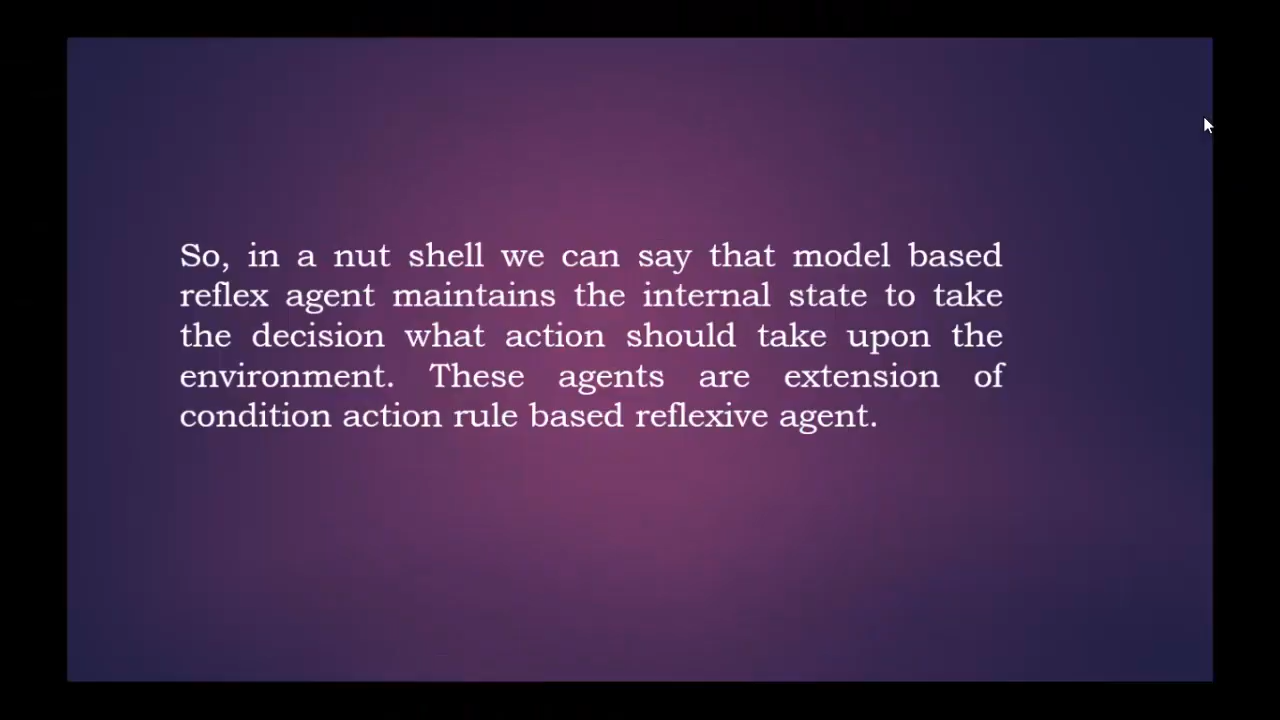 So, in a nut shell we can say that model based
reflex agent maintains the internal state to take
the decision what action should take upon the
environment. These agents are extension of
condition action rule based reflexive agent.